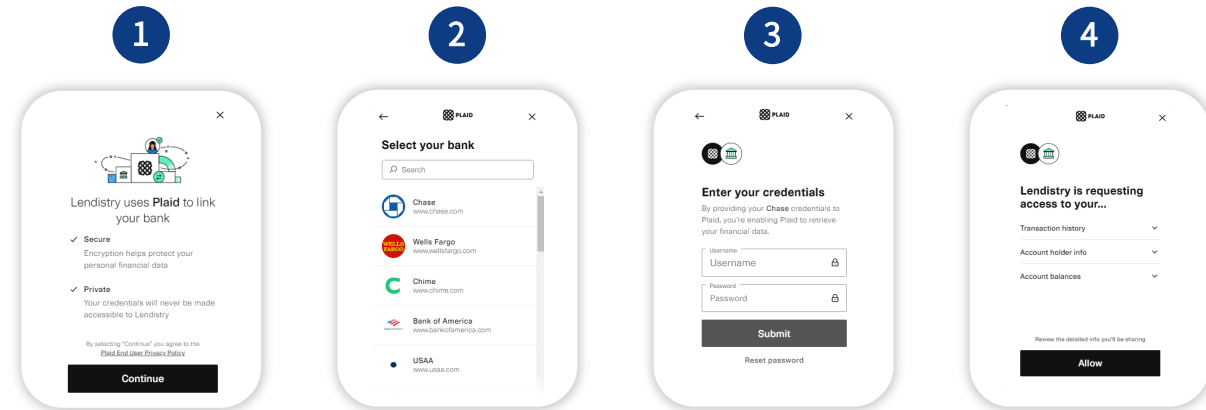 1
Lendistry uses Plaid to link
your bank
Secure
Encryption helps protect your
personal financial data
Private
Your credentials will never be made
accessible to Lendistry
By selecting "Continue" you agree to the
Plaid End User Privacy Policy
Continue
2
PLAID
Select your bank
Search
Chase
www.chase.com
WELLS
FARGO
Wells Fargo
www.wellsfargo.com
Chime
www.chime.com
Bank of America
www.bankofamerica.com
USAA
www.usaa.com
3
PLAID
Enter your credentials
By providing your Chase credentials to
Plaid, you're enabling Plaid to retrieve
your financial data.
Username
Username
Password
Password
Submit
Reset password
4
PLAID
Lendistry is requesting
access to your...
Transaction history
Account holder info
Account balances
Review the detailed info you'll be sharing
Allow